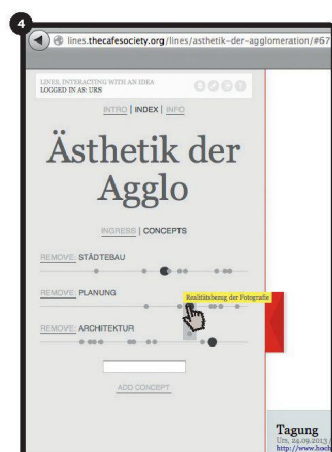 4
lines.thecafesociety.org/lines/asthetik-der-agglomeration/#67
LINES: INTERACTING WITH AN IDEA
LOGGED IN AS: URS
INTRO | INDEX | INFO
Ästhetik der
Agglo
INGRESS | CONCEPTS
REMOVE: STÄDTEBAU
REMOVE: PLANUNG
Realitätsbezug der Fotografie
REMOVE: ARCHITEKTUR
ADD CONCEPT
Tagung
Urs, 24.09.2013
http://www.hoch